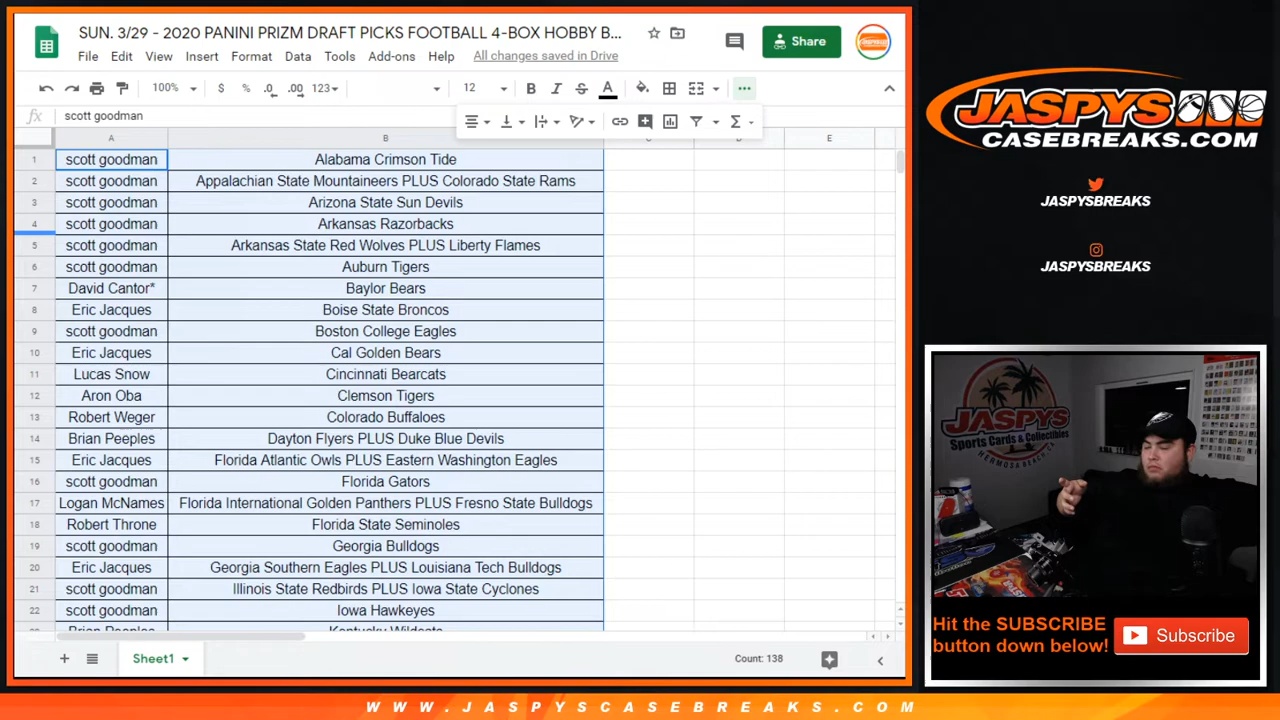 SUN. 3/29 - 2020 PANINI PRIZM DRAFT PICKS FOOTBALL 4-BOX HOBBY B...
File Edit View Insert Format Data Tools Add-ons Help All changes saved in Drive
Share
100% $ % .0 .00 123 12 B I S A
fx scott goodman
A B C D E
1 scott goodman Alabama Crimson Tide
2 scott goodman Appalachian State Mountaineers PLUS Colorado State Rams
3 scott goodman Arizona State Sun Devils
4 scott goodman Arkansas Razorbacks
5 scott goodman Arkansas State Red Wolves PLUS Liberty Flames
6 scott goodman Auburn Tigers
7 David Cantor* Baylor Bears
8 Eric Jacques Boise State Broncos
9 scott goodman Boston College Eagles
10 Eric Jacques Cal Golden Bears
11 Lucas Snow Cincinnati Bearcats
12 Aron Oba Clemson Tigers
13 Robert Weger Colorado Buffaloes
14 Brian Peeples Dayton Flyers PLUS Duke Blue Devils
15 Eric Jacques Florida Atlantic Owls PLUS Eastern Washington Eagles
16 scott goodman Florida Gators
17 Logan McNames Florida International Golden Panthers PLUS Fresno State Bulldogs
18 Robert Throne Florida State Seminoles
19 scott goodman Georgia Bulldogs
20 Eric Jacques Georgia Southern Eagles PLUS Louisiana Tech Bulldogs
21 scott goodman Illinois State Redbirds PLUS Iowa State Cyclones
22 scott goodman Iowa Hawkeyes
Brian Peeples Kentucky Wildcats
Sheet1
Count: 138
JASPYS
CASEBREAKS.COM
JASPYSBREAKS
JASPYSBREAKS
JASPYS
Sports Cards & Collectibles
HERMOSA BEACH
Hit the SUBSCRIBE
button down below!
Subscribe
WWW.JASPYSCASEBREAKS.COM